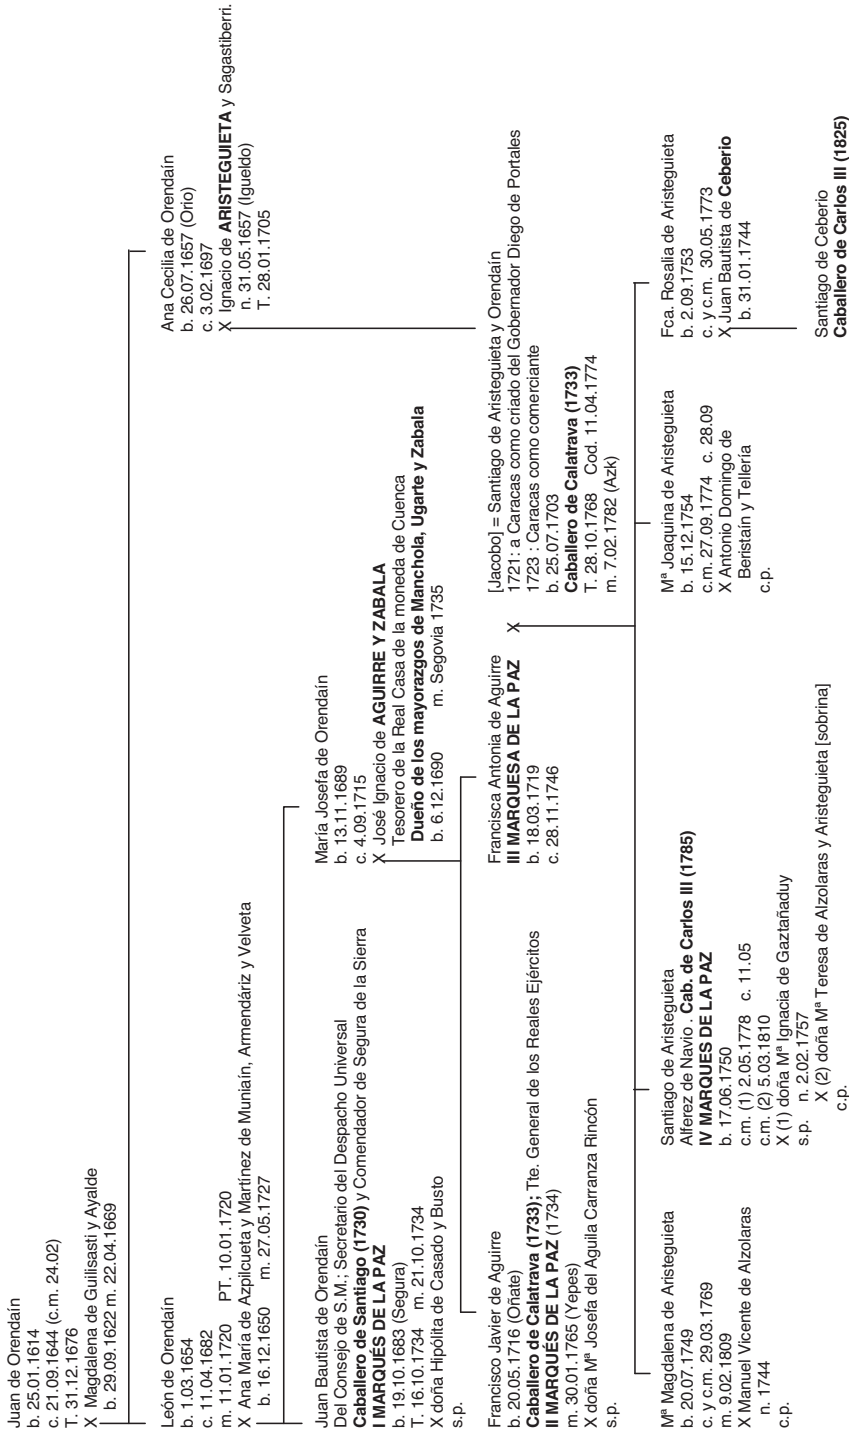 Juan de Orendaín
b. 25.01.1614
c. 21.09.1644 (c.m. 24.02)
T. 31.12.1676
X Magdalena de Guilisasti y Ayalde
b. 29.09.1622 m. 22.04.1669
León de Orendaín
b. 1.03.1654
c. 11.04.1682
m. 11.01.1720 PT. 10.01.1720
X Ana María de Azpilcueta y Martínez de Muniaín, Armendáriz y Velveta
b. 16.12.1650 m. 27.05.1727
Ana Cecilia de Orendaín
b. 26.07.1657 (Orio)
c. 3.02.1697
X Ignacio de ARISTEGUIETA y Sagastiberri.
n. 31.05.1657 (Igueldo)
T. 28.01.1705
Juan Bautista de Orendaín
Del Consejo de S.M.; Secretario del Despacho Universal
Caballero de Santiago (1730) y Comendador de Segura de la Sierra
I MARQUÉS DE LA PAZ
b. 19.10.1683 (Segura)
T. 16.10.1734 m. 21.10.1734
X doña Hipólita de Casado y Busto
s.p.
María Josefa de Orendaín
b. 13.11.1689
c. 4.09.1715
X José Ignacio de AGUIRRE Y ZABALA
Tesorero de la Real Casa de la moneda de Cuenca
Dueño de los mayorazgos de Manchola, Ugarte y Zabala
b. 6.12.1690 m. Segovia 1735
Francisco Javier de Aguirre
b. 20.05.1716 (Oñate)
Caballero de Calatrava (1733); Tte. General de los Reales Ejércitos
II MARQUÉS DE LA PAZ (1734)
m. 30.01.1765 (Yepes)
X doña Mª Josefa del Aguila Carranza Rincón
s.p.
Francisca Antonia de Aguirre
III MARQUESA DE LA PAZ
b. 18.03.1719
c. 28.11.1746
X
[Jacobo] = Santiago de Aristeguieta y Orendaín
1721: a Caracas como criado del Gobernador Diego de Portales
1723 : Caracas como comerciante
b. 25.07.1703
Caballero de Calatrava (1733)
T. 28.10.1768 Cod. 11.04.1774
m. 7.02.1782 (Azk)
Mª Magdalena de Aristeguieta
b. 20.07.1749
c. y c.m. 29.03.1769
m. 9.02.1809
X Manuel Vicente de Alzolaras
n. 1744
c.p.
Santiago de Aristeguieta
Alferez de Navio . Cab. de Carlos III (1785)
IV MARQUES DE LA PAZ
b. 17.06.1750
c.m. (1) 2.05.1778 c. 11.05
c.m. (2) 5.03.1810
X (1) doña Mª Ignacia de Gaztañaduy
s.p. n. 2.02.1757
X (2) doña Mª Teresa de Alzolaras y Aristeguieta [sobrina]
c.p.
Mª Joaquina de Aristeguieta
b. 15.12.1754
c.m. 27.09.1774 c. 28.09
X Antonio Domingo de
Beristaín y Tellería
c.p.
Fca. Rosalia de Aristeguieta
b. 2.09.1753
c. y c.m. 30.05.1773
X Juan Bautista de Ceberio
b. 31.01.1744
Santiago de Ceberio
Caballero de Carlos III (1825)